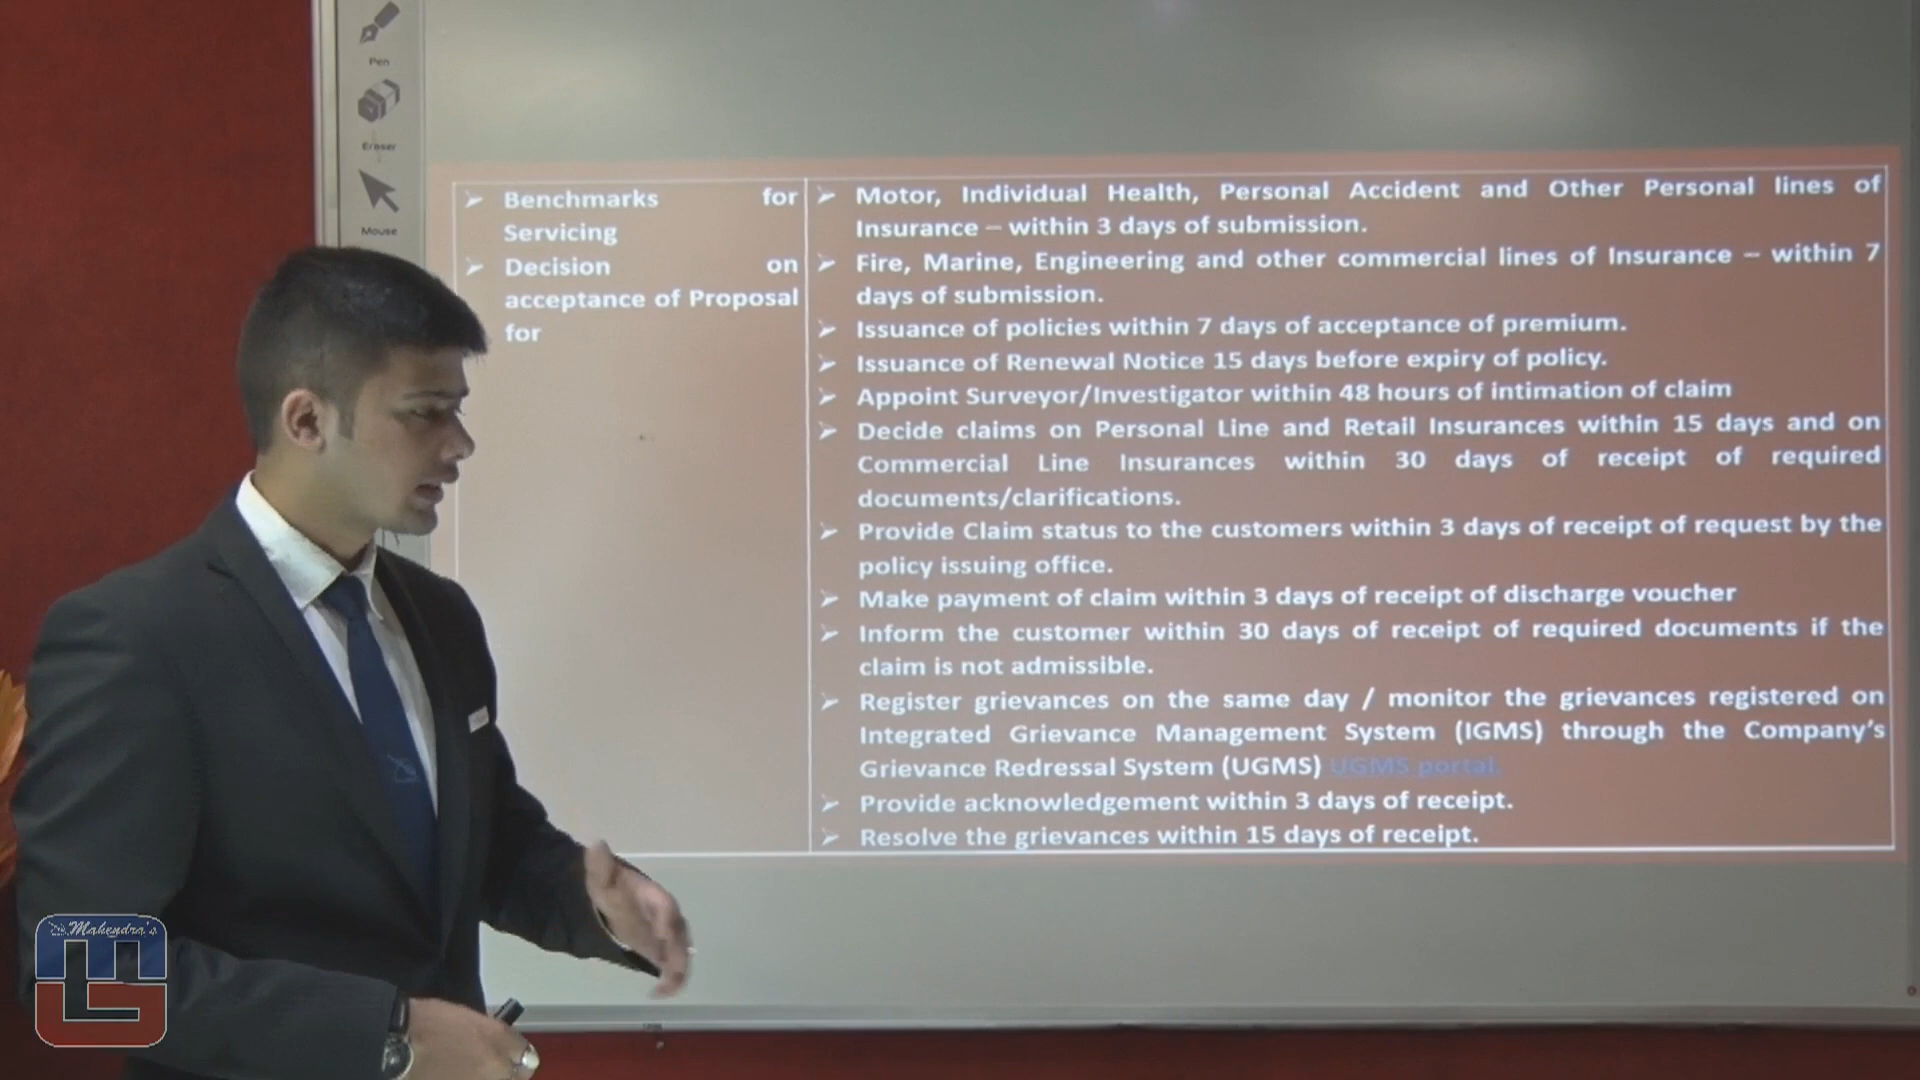 Pen
Eraser
Mouse
➢ Benchmarks for
Servicing
➢ Decision on
acceptance of Proposal
for
➢ Motor, Individual Health, Personal Accident and Other Personal lines of
Insurance – within 3 days of submission.
➢ Fire, Marine, Engineering and other commercial lines of Insurance – within 7
days of submission.
➢ Issuance of policies within 7 days of acceptance of premium.
➢ Issuance of Renewal Notice 15 days before expiry of policy.
➢ Appoint Surveyor/Investigator within 48 hours of intimation of claim
➢ Decide claims on Personal Line and Retail Insurances within 15 days and on
Commercial Line Insurances within 30 days of receipt of required
documents/clarifications.
➢ Provide Claim status to the customers within 3 days of receipt of request by the
policy issuing office.
➢ Make payment of claim within 3 days of receipt of discharge voucher
➢ Inform the customer within 30 days of receipt of required documents if the
claim is not admissible.
➢ Register grievances on the same day / monitor the grievances registered on
Integrated Grievance Management System (IGMS) through the Company's
Grievance Redressal System (UGMS) UGMS portal.
➢ Provide acknowledgement within 3 days of receipt.
➢ Resolve the grievances within 15 days of receipt.
Mahendra's